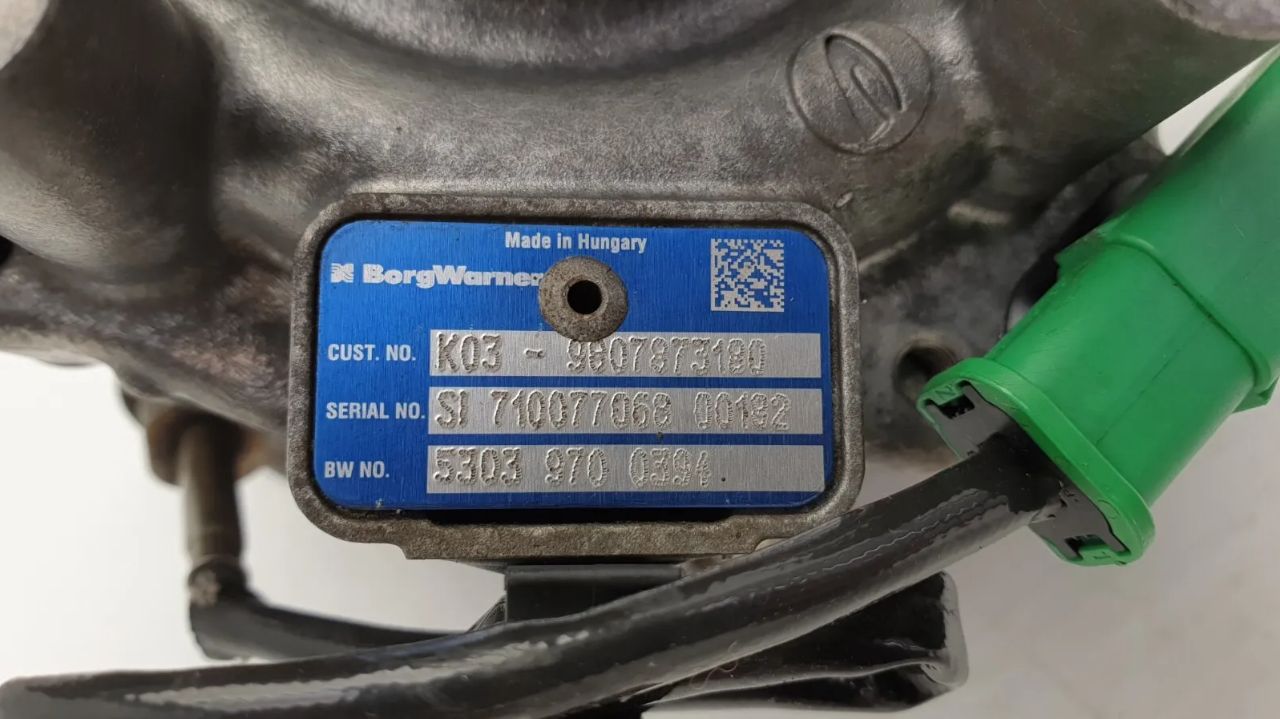 Made in Hungary
BorgWarner
CUST. NO. K03 - 9807873180
SERIAL NO. SI 710077068 00192
BW NO. 5303 970 0394